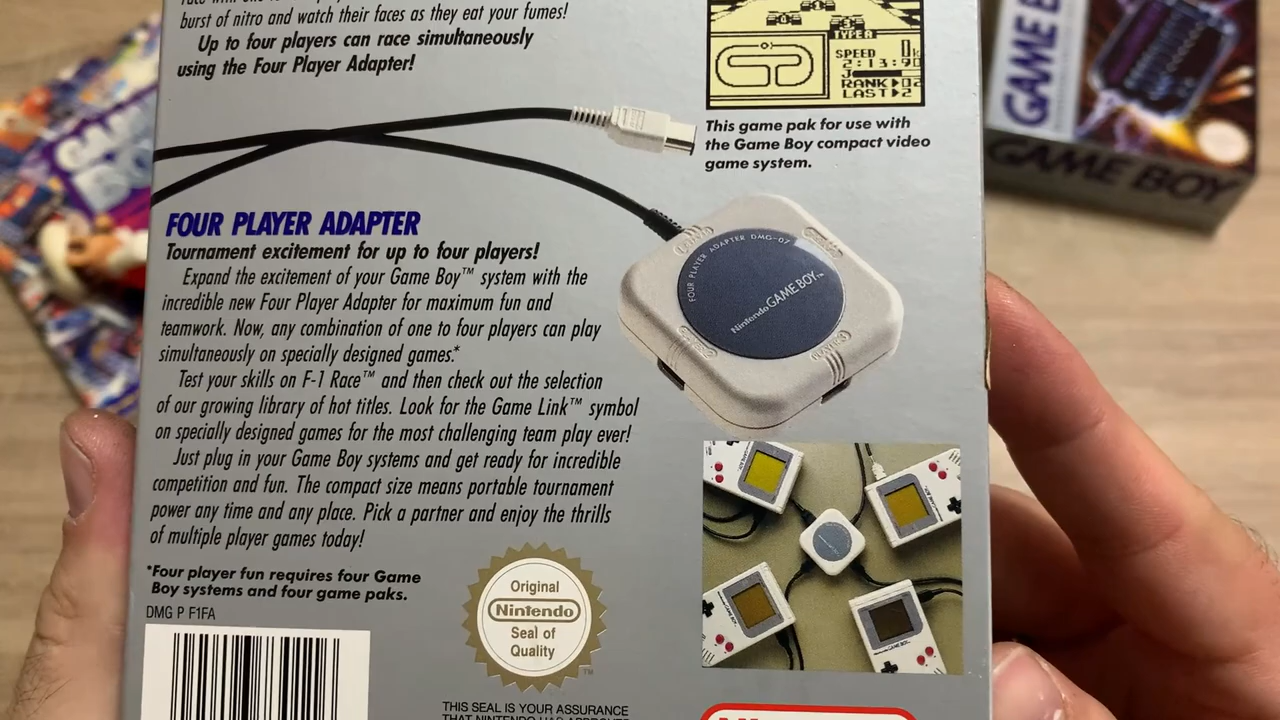 burst of nitro and watch their faces as they eat your fumes!
Up to four players can race simultaneously
using the Four Player Adapter!
TYPE A
SPEED 0k
2:13:90
J
RANK▶02
LAST▶2
This game pak for use with
the Game Boy compact video
game system.
FOUR PLAYER ADAPTER
Tournament excitement for up to four players!
Expand the excitement of your Game Boy™ system with the
incredible new Four Player Adapter for maximum fun and
teamwork. Now, any combination of one to four players can play
simultaneously on specially designed games.*
Test your skills on F-1 Race™ and then check out the selection
of our growing library of hot titles. Look for the Game Link™ symbol
on specially designed games for the most challenging team play ever!
Just plug in your Game Boy systems and get ready for incredible
competition and fun. The compact size means portable tournament
power any time and any place. Pick a partner and enjoy the thrills
of multiple player games today!
*Four player fun requires four Game
Boy systems and four game paks.
DMG P F1FA
FOUR PLAYER ADAPTER DMG-07
Nintendo GAME BOY™
Original
Nintendo
Seal of
Quality
TM
THIS SEAL IS YOUR ASSURANCE
GAME B
GAME BOY
GAME
BO